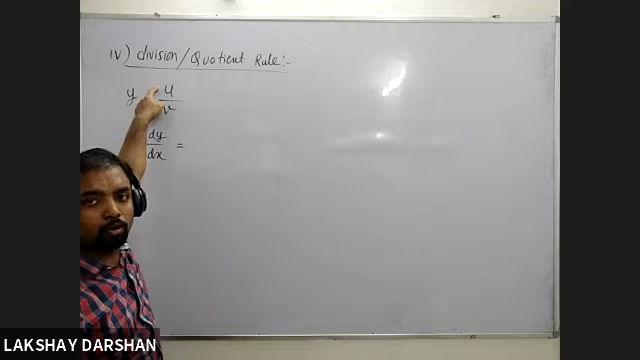 iv) division/Quotient Rule:-
y u
v
dy
dx =
LAKSHAY DARSHAN